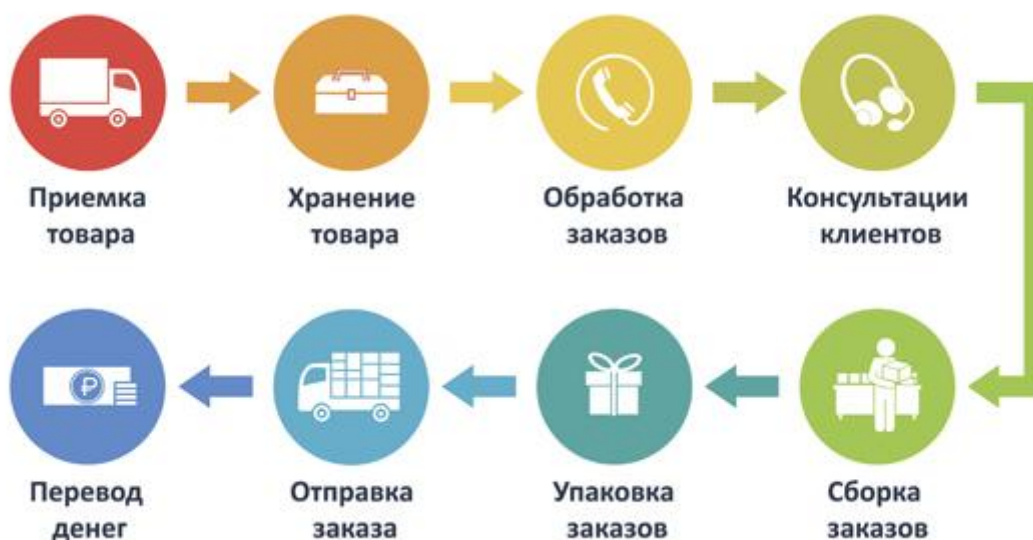 Приемка
товара
Хранение
товара
Обработка
заказов
Консультации
клиентов
₽
Перевод
денег
Отправка
заказа
Упаковка
заказов
Сборка
заказов